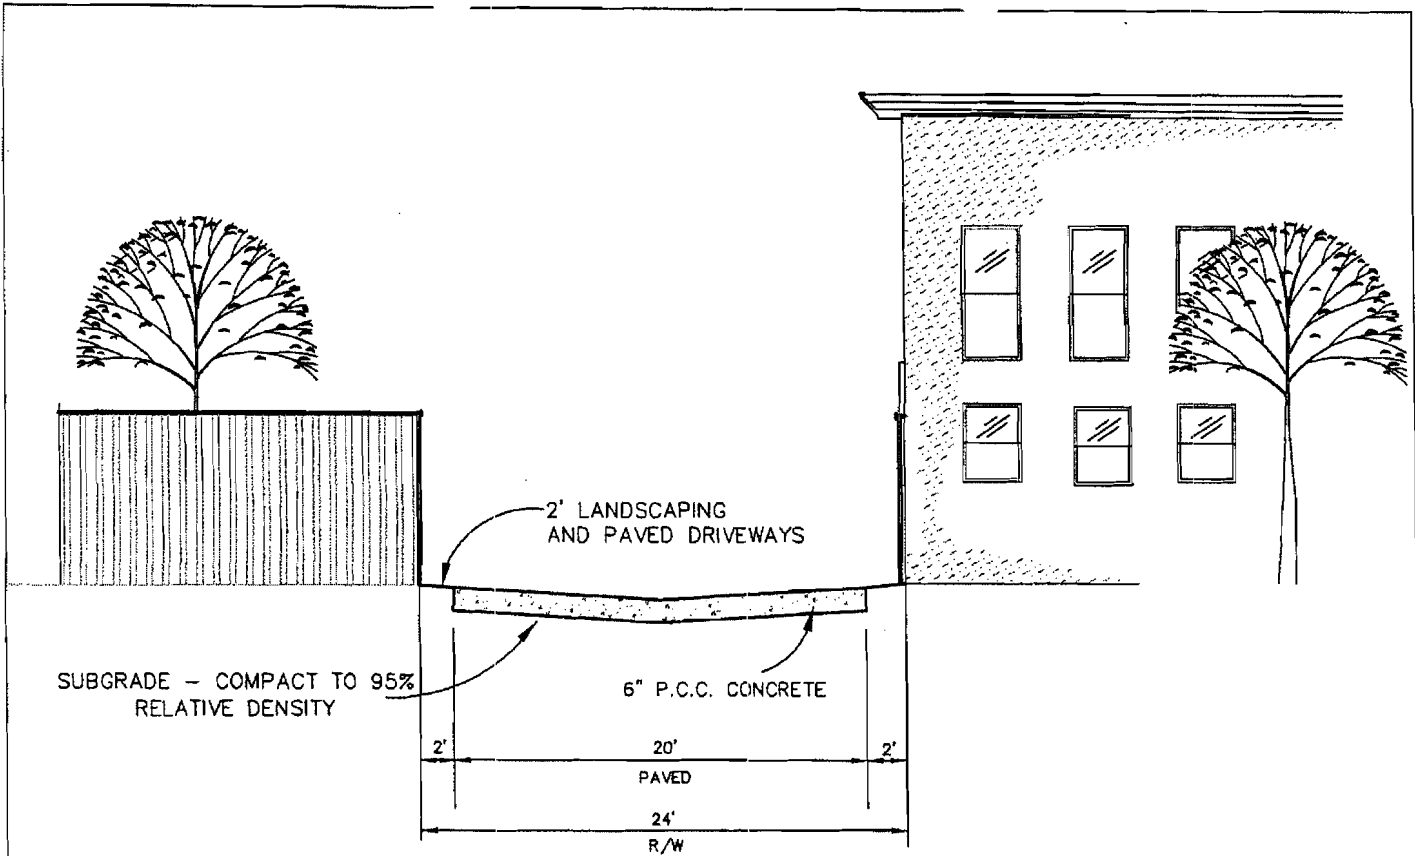 2' LANDSCAPING
AND PAVED DRIVEWAYS
SUBGRADE - COMPACT TO 95%
RELATIVE DENSITY
6" P.C.C. CONCRETE
2'
20'
2'
PAVED
24'
R/W